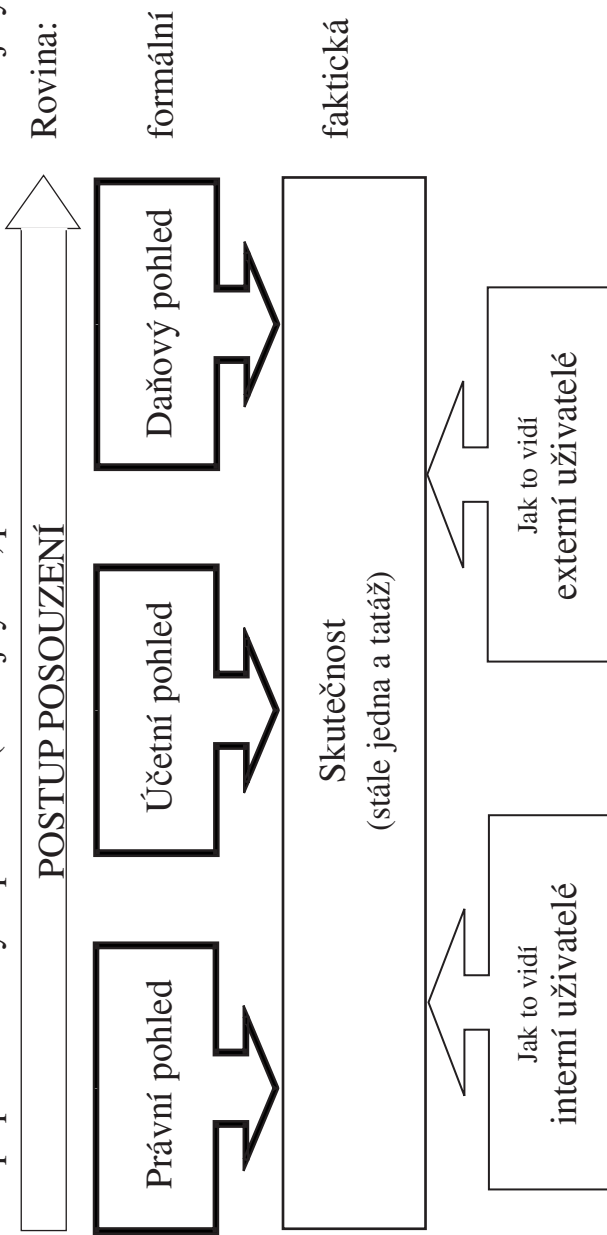 Rovina:
POSTUP POSOUZENÍ
formální
Právní pohled
Účetní pohled
Daňový pohled
faktická
Skutečnost
(stále jedna a tatáž)
Jak to vidí
interní uživatelé
Jak to vidí
externí uživatelé